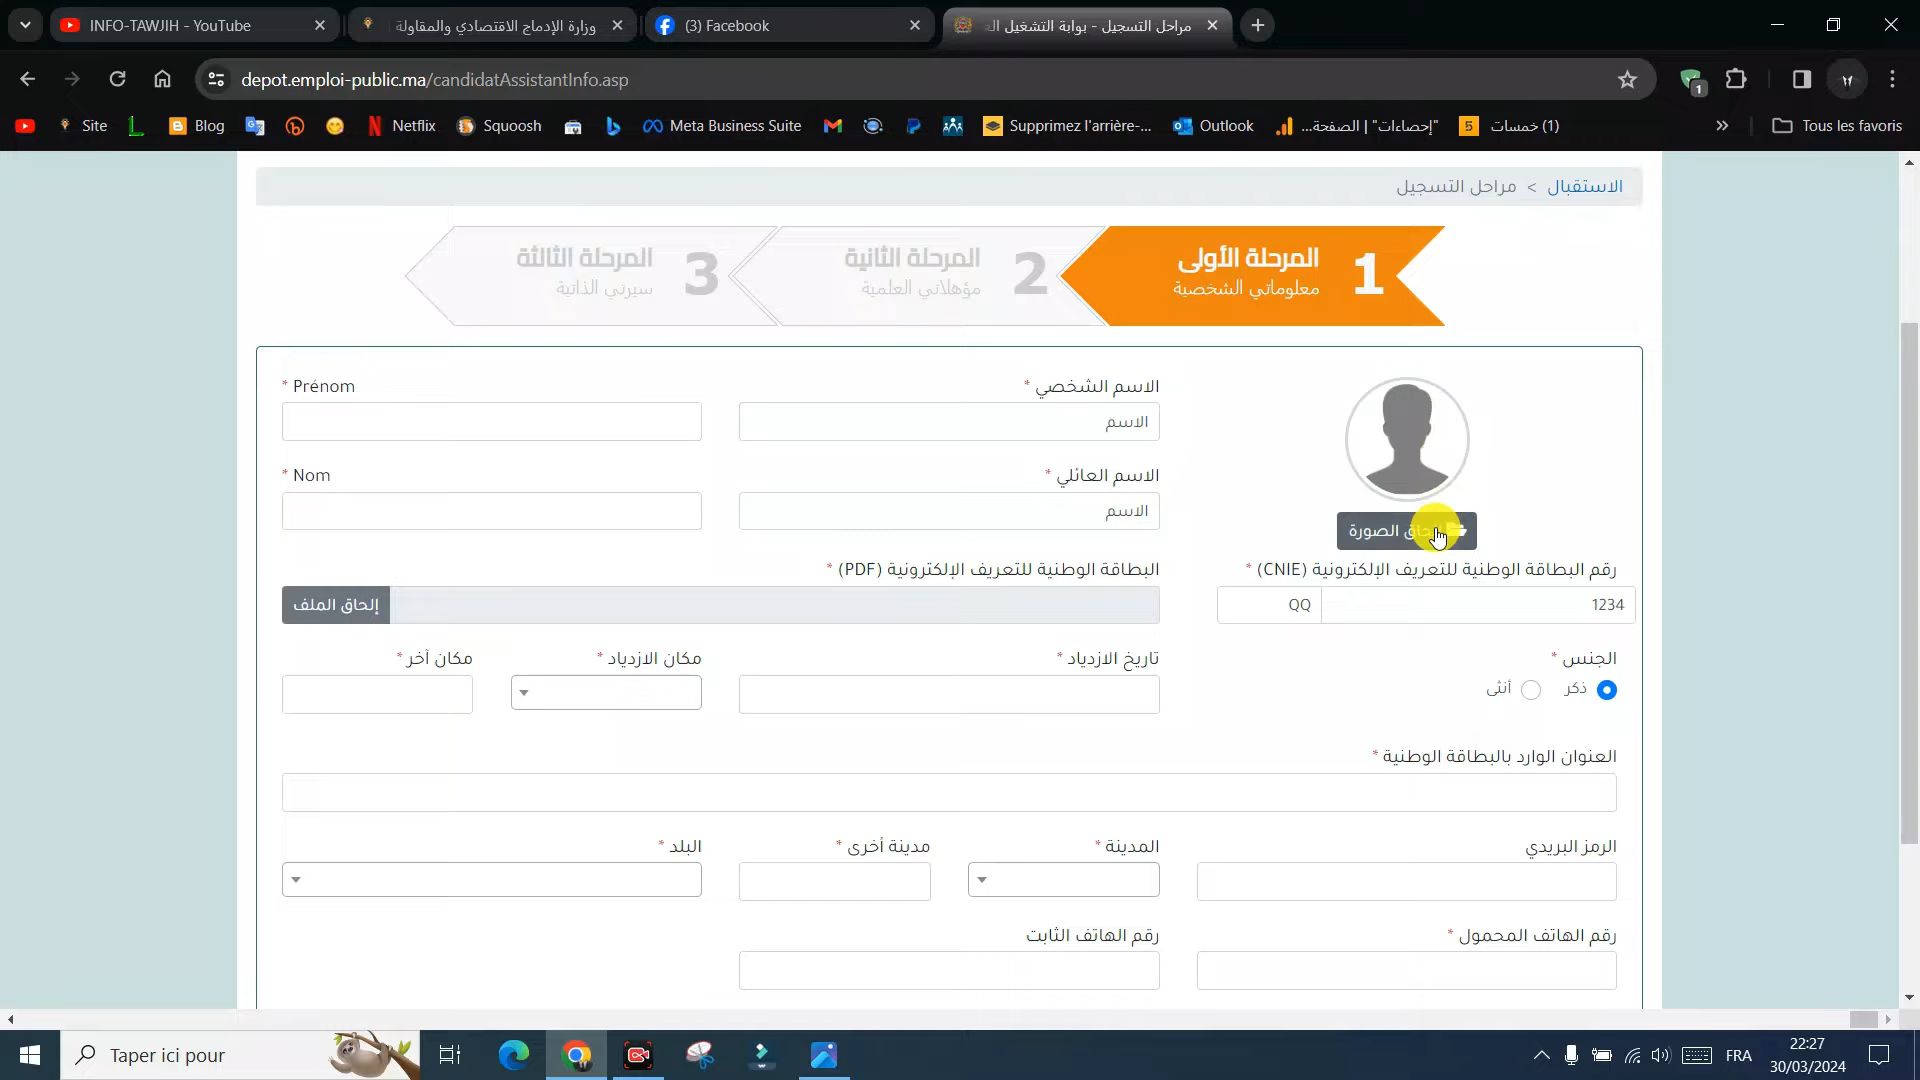 INFO-TAWJIH - YouTube
وزارة الإدماج الاقتصادي والمقاولة
(3) Facebook
مراحل التسجيل - بوابة التشغيل الع
depot.emploi-public.ma/candidatAssistantInfo.asp
1
Site
Blog
Netflix
Squoosh
Meta Business Suite
Supprimez l'arrière-...
Outlook
إحصاءات" | الصفحة...
5
(1) خمسات
Tous les favoris
الاستقبال > مراحل التسجيل
1 المرحلة الأولى
معلوماتي الشخصية
2 المرحلة الثانية
مؤهلاتي العلمية
3 المرحلة الثالثة
سيرتي الذاتية
الاسم الشخصي *
Prénom *
الاسم
الاسم العائلي *
Nom *
الاسم
الصورة
رقم البطاقة الوطنية للتعريف الإلكترونية (CNIE) *
البطاقة الوطنية للتعريف الإلكترونية (PDF) *
1234
QQ
إلحاق الملف
الجنس *
تاريخ الازدياد *
مكان الازدياد *
مكان آخر *
ذكر
أنثى
العنوان الوارد بالبطاقة الوطنية *
الرمز البريدي
المدينة *
مدينة أخرى *
البلد *
رقم الهاتف المحمول *
رقم الهاتف الثابت
Taper ici pour
FRA
22:27
30/03/2024